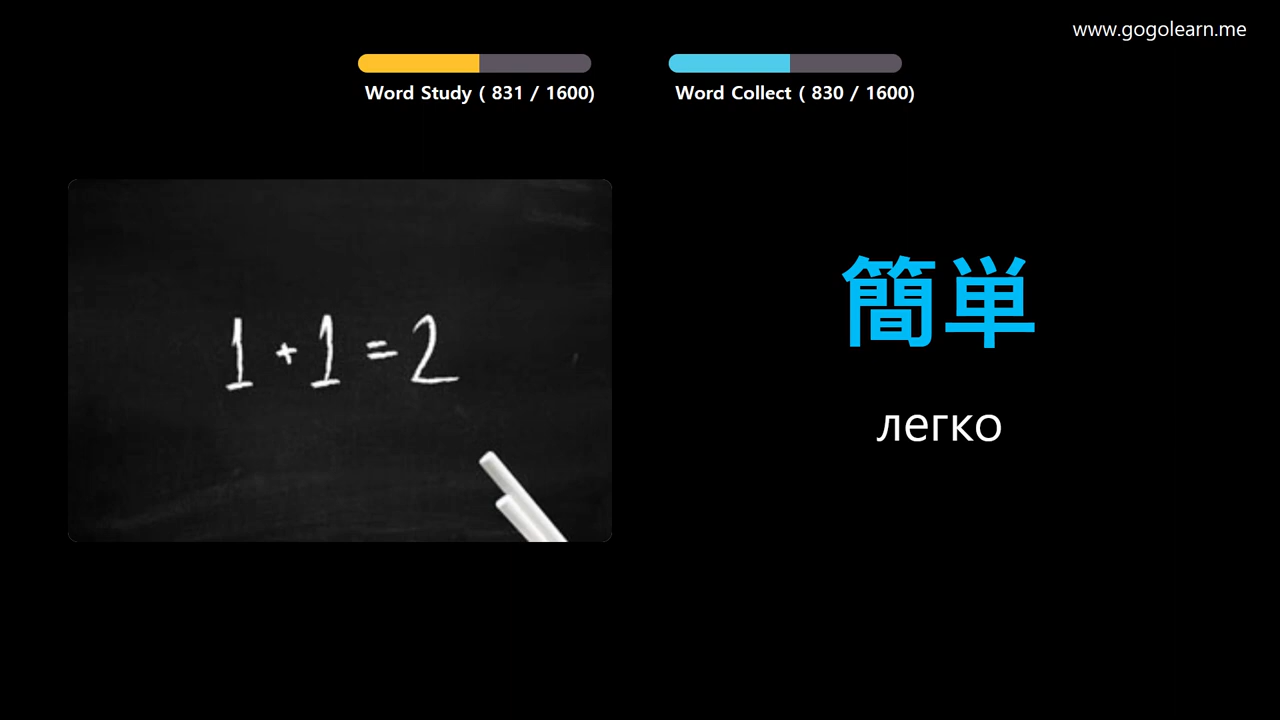 www.gogolearn.me
Word Study ( 831 / 1600)
Word Collect ( 830 / 1600)
1 + 1 = 2
簡単
легко